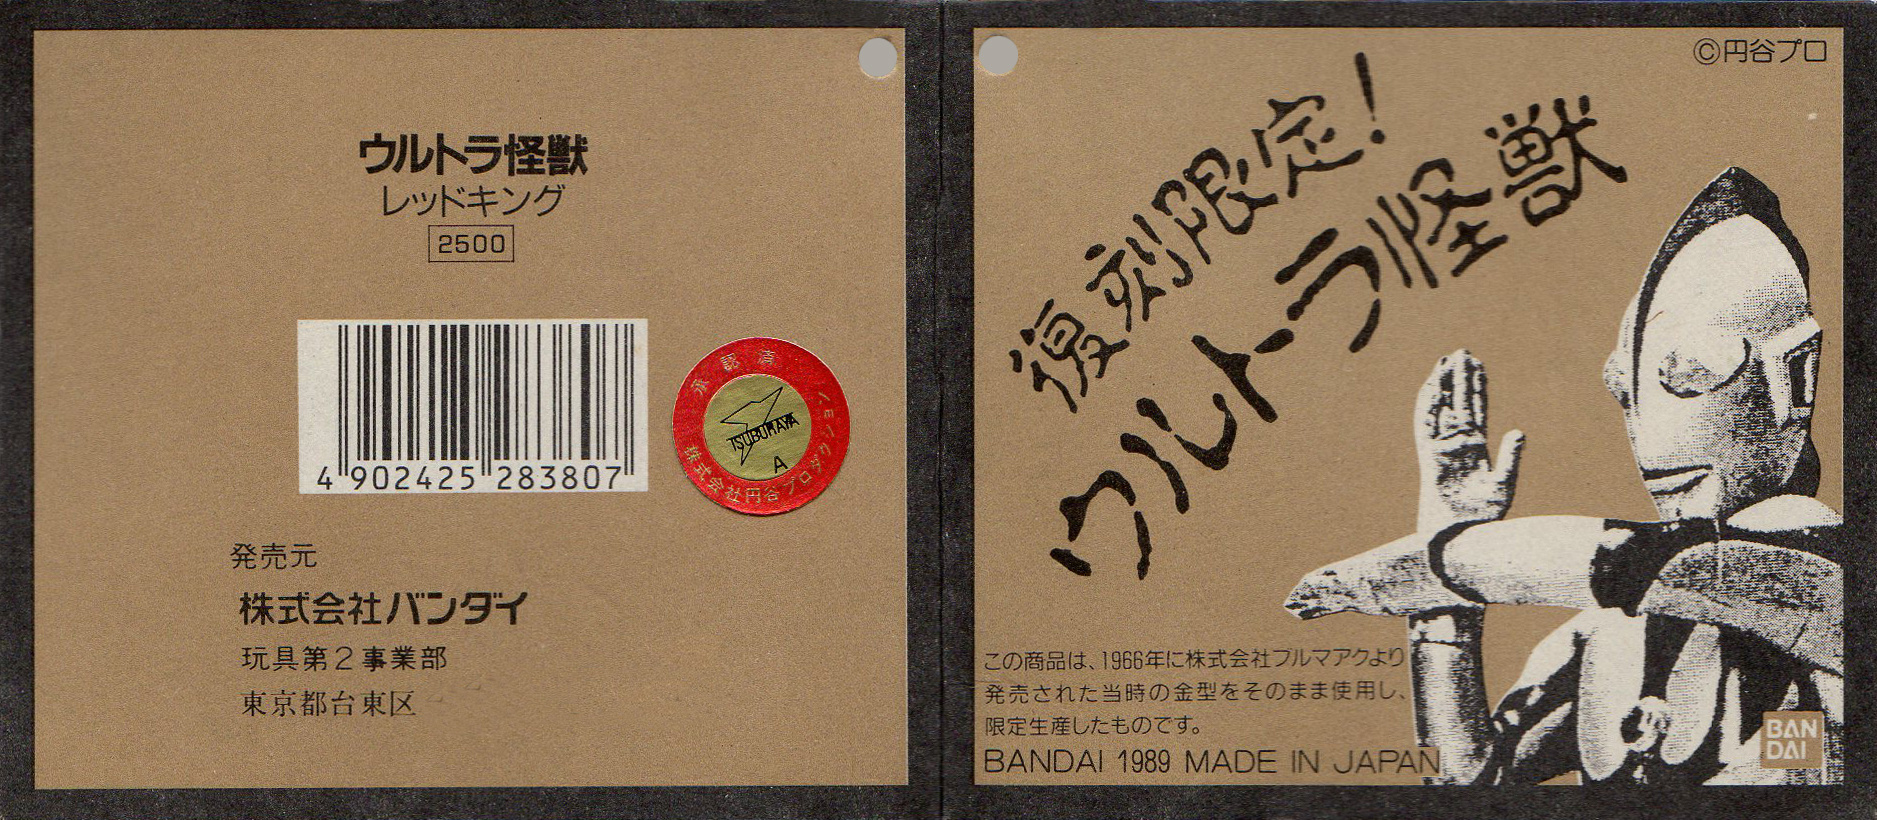 ウルトラ怪獣
レッドキング
2500
4 902425 283807
承認済
TSUBURAYA
A
株式会社円谷プロダクション
発売元
株式会社バンダイ
玩具第2事業部
東京都台東区
©円谷プロ
復刻限定!
ウルトラ怪獣
この商品は、1966年に株式会社ブルマアクより
発売された当時の金型をそのまま使用し、
限定生産したものです。
BANDAI 1989 MADE IN JAPAN
BAN
DAI